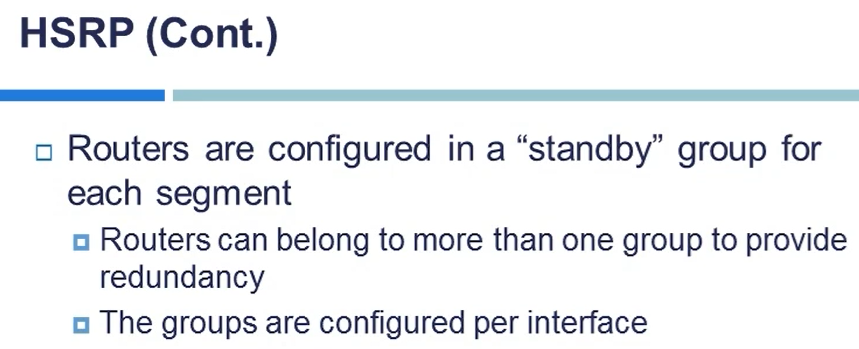 HSRP (Cont.)
Routers are configured in a “standby” group for
each segment
Routers can belong to more than one group to provide
redundancy
The groups are configured per interface